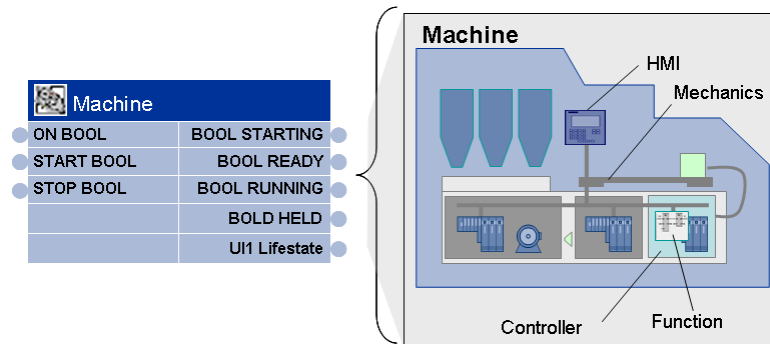 Machine
ON BOOL
BOOL STARTING
START BOOL
BOOL READY
STOP BOOL
BOOL RUNNING
BOLD HELD
UI1 Lifestate
Machine
HMI
Mechanics
Controller
Function